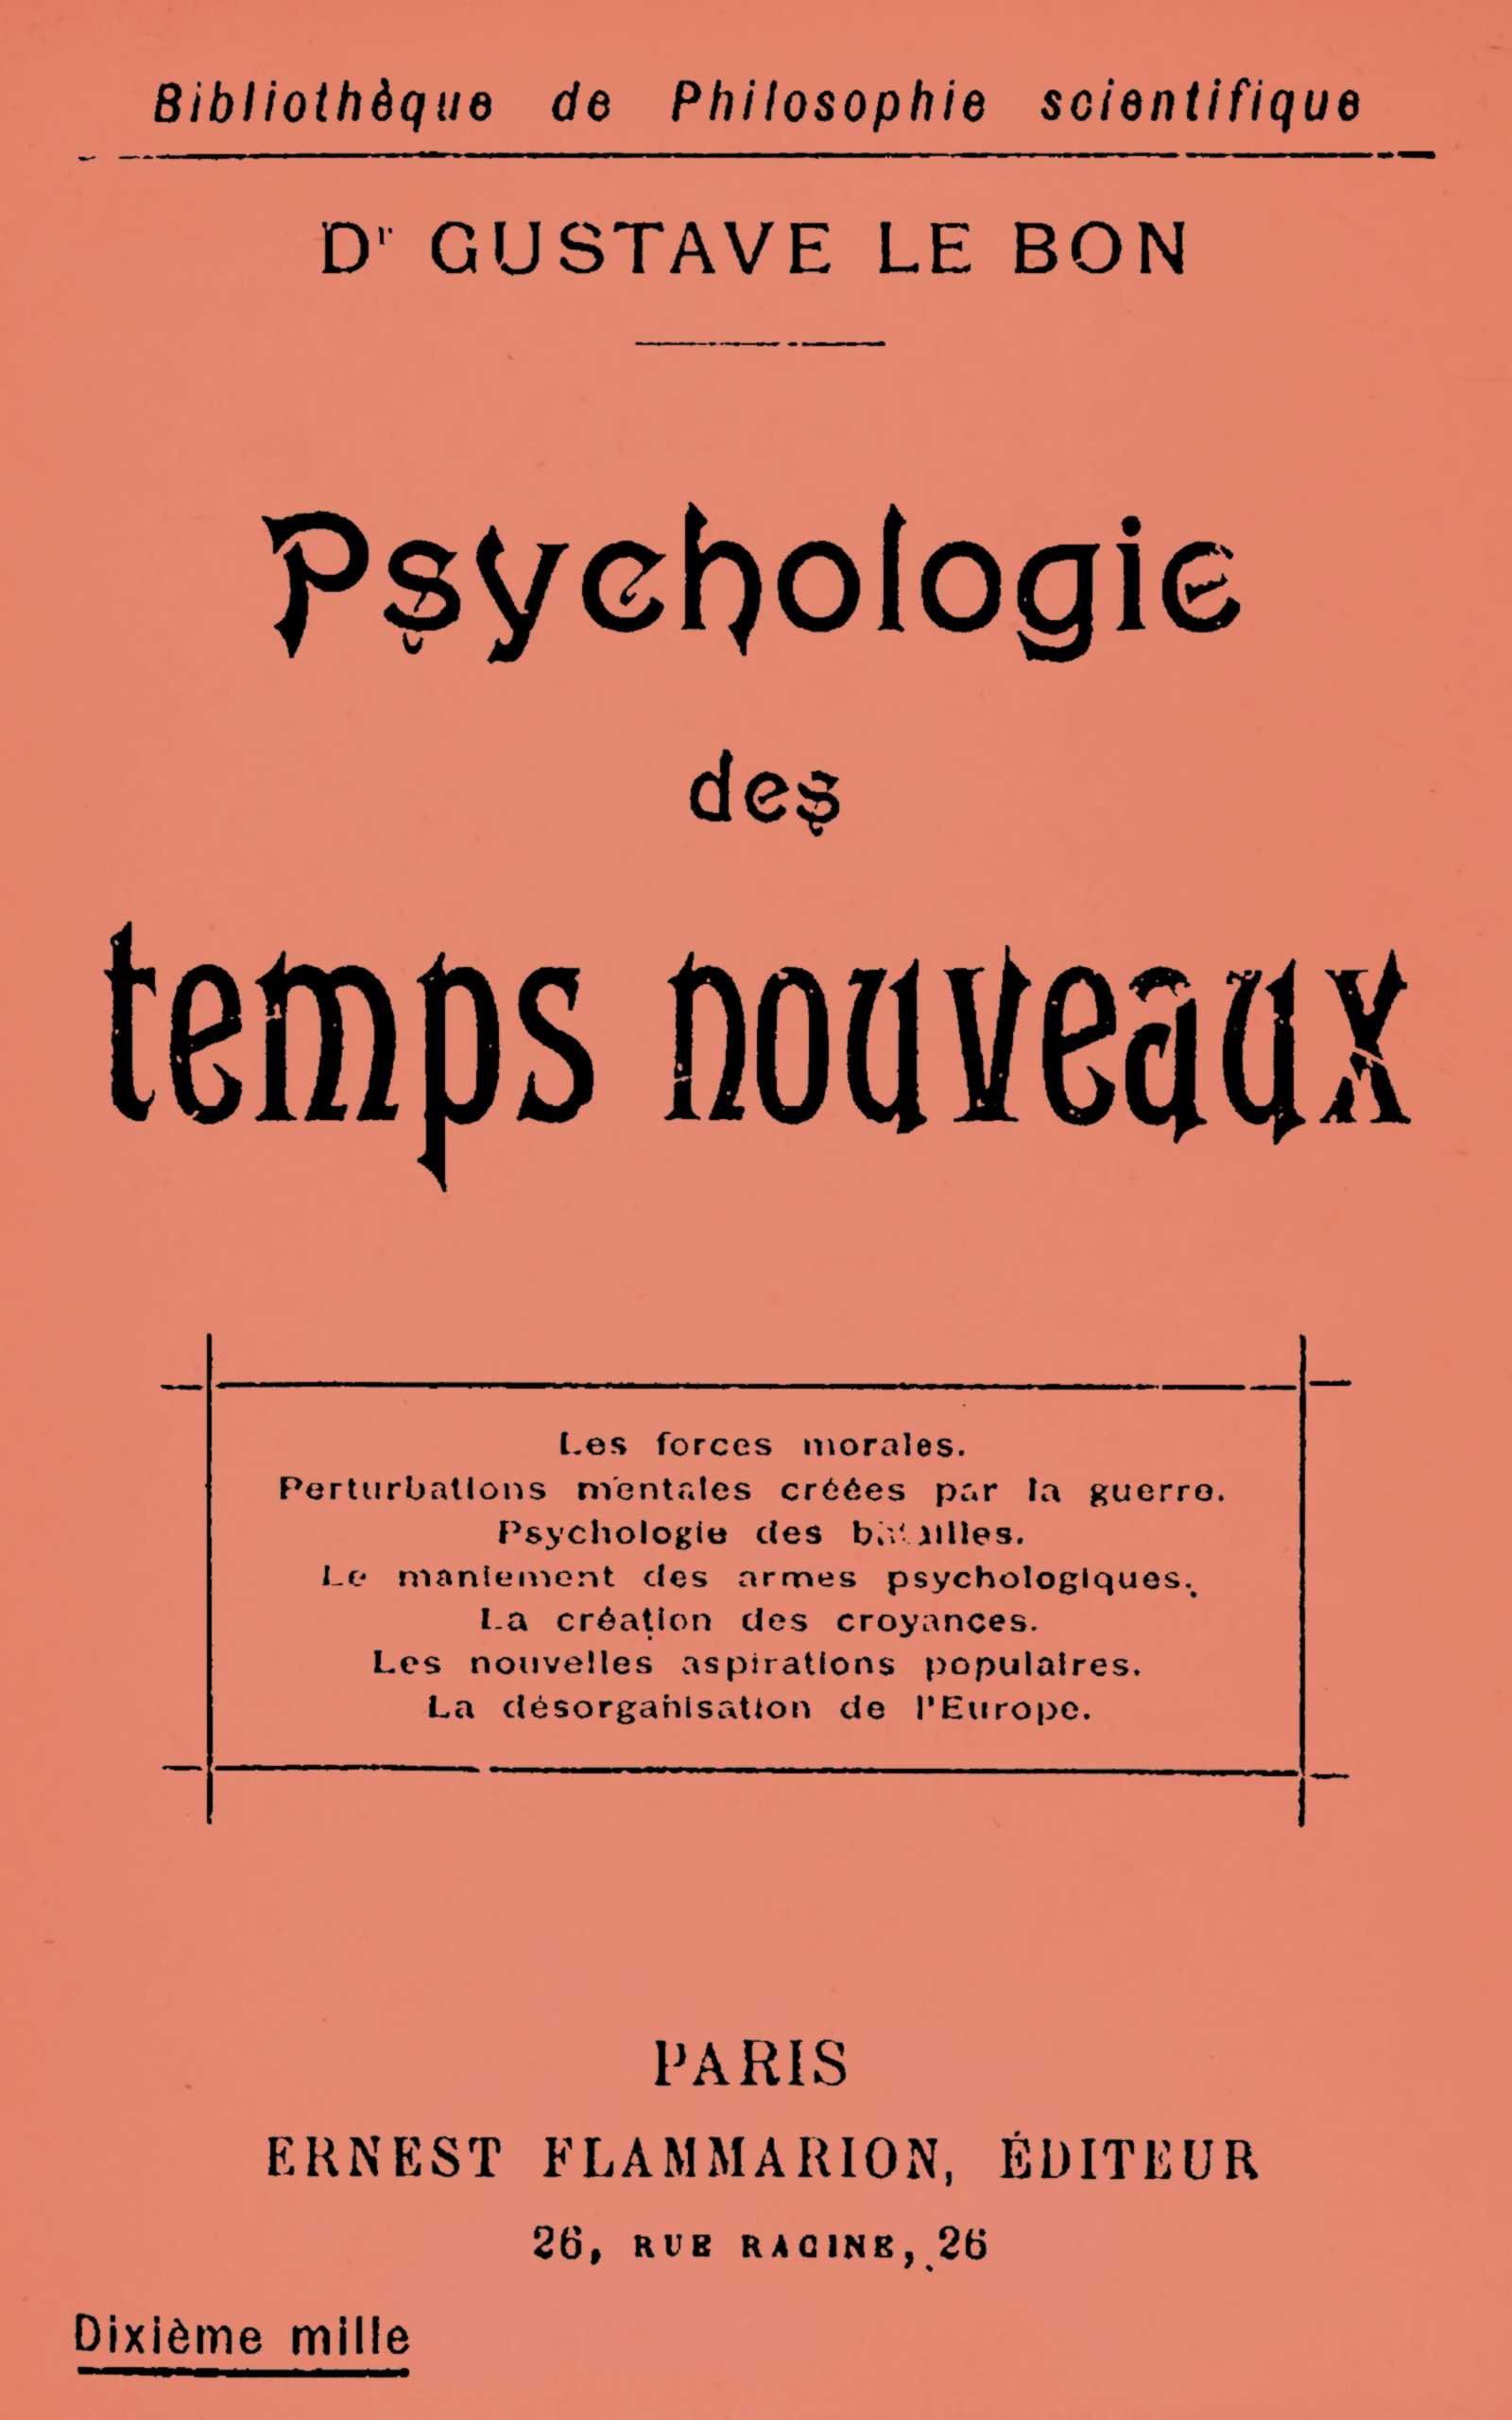 Bibliothèque de Philosophie scientifique
Dr GUSTAVE LE BON
Psychologie
des
temps nouveaux
Les forces morales.
Perturbations mentales créées par la guerre.
Psychologie des batailles.
Le maniement des armes psychologiques.
La création des croyances.
Les nouvelles aspirations populaires.
La désorganisation de l'Europe.
PARIS
ERNEST FLAMMARION, ÉDITEUR
26, RUE RACINE, 26
Dixième mille